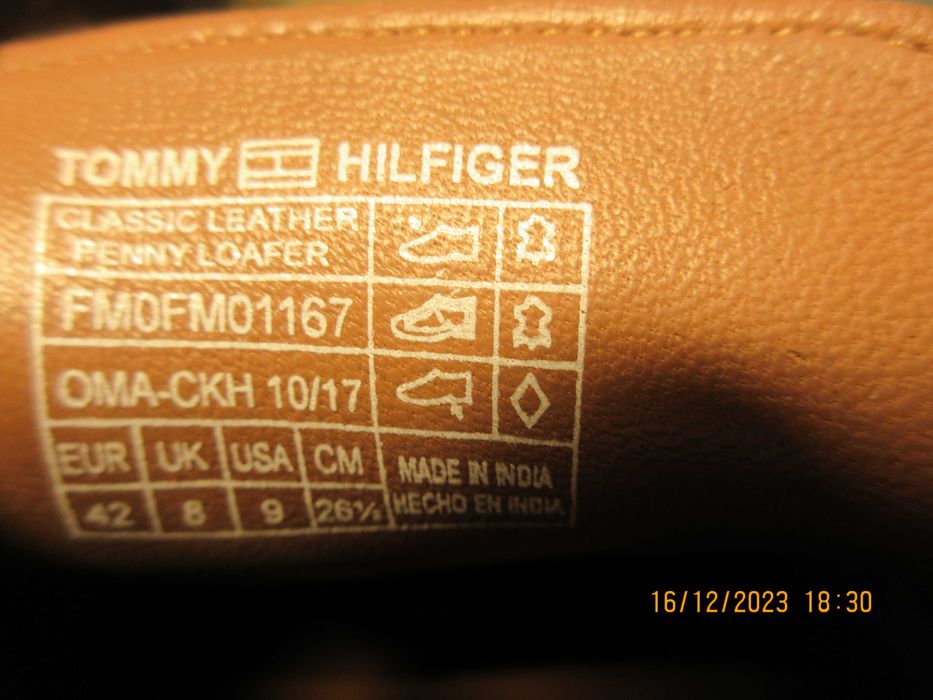 TOMMY HILFIGER
CLASSIC LEATHER
PENNY LOAFER
FM0FM01167
OMA-CKH 10/17
EUR UK USA CM
42 8 9 26½
MADE IN INDIA
HECHO EN INDIA
16/12/2023 18:30